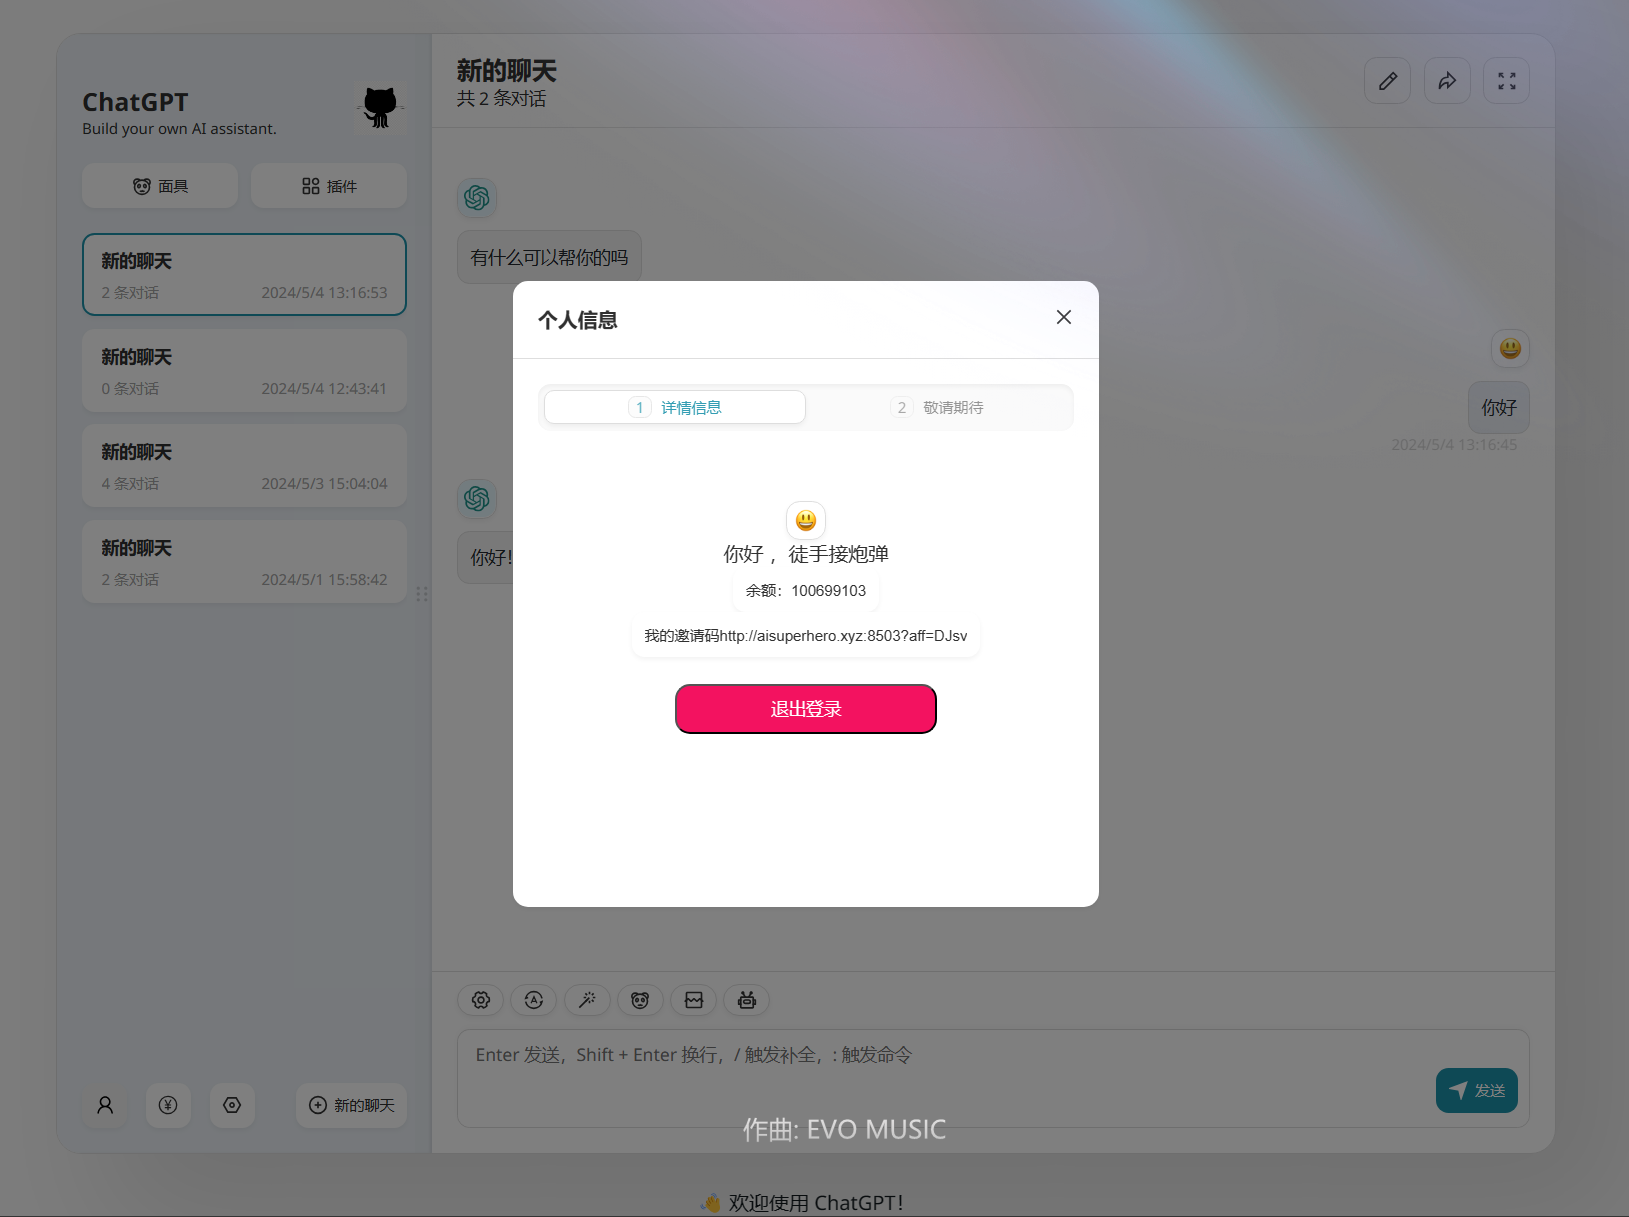 ChatGPT
Build your own AI assistant.
面具
插件
新的聊天
2 条对话 2024/5/4 13:16:53
新的聊天
0 条对话 2024/5/4 12:43:41
新的聊天
4 条对话 2024/5/3 15:04:04
新的聊天
2 条对话 2024/5/1 15:58:42
新的聊天
新的聊天
共 2 条对话
有什么可以帮你的吗
你好
2024/5/4 13:16:45
你好!
个人信息
1 详情信息
2 敬请期待
你好 ，徒手接炮弹
余额：100699103
我的邀请码http://aisuperhero.xyz:8503?aff=DJsv
退出登录
Enter 发送，Shift + Enter 换行，/ 触发补全，: 触发命令
发送
作曲: EVO MUSIC
👋 欢迎使用 ChatGPT！